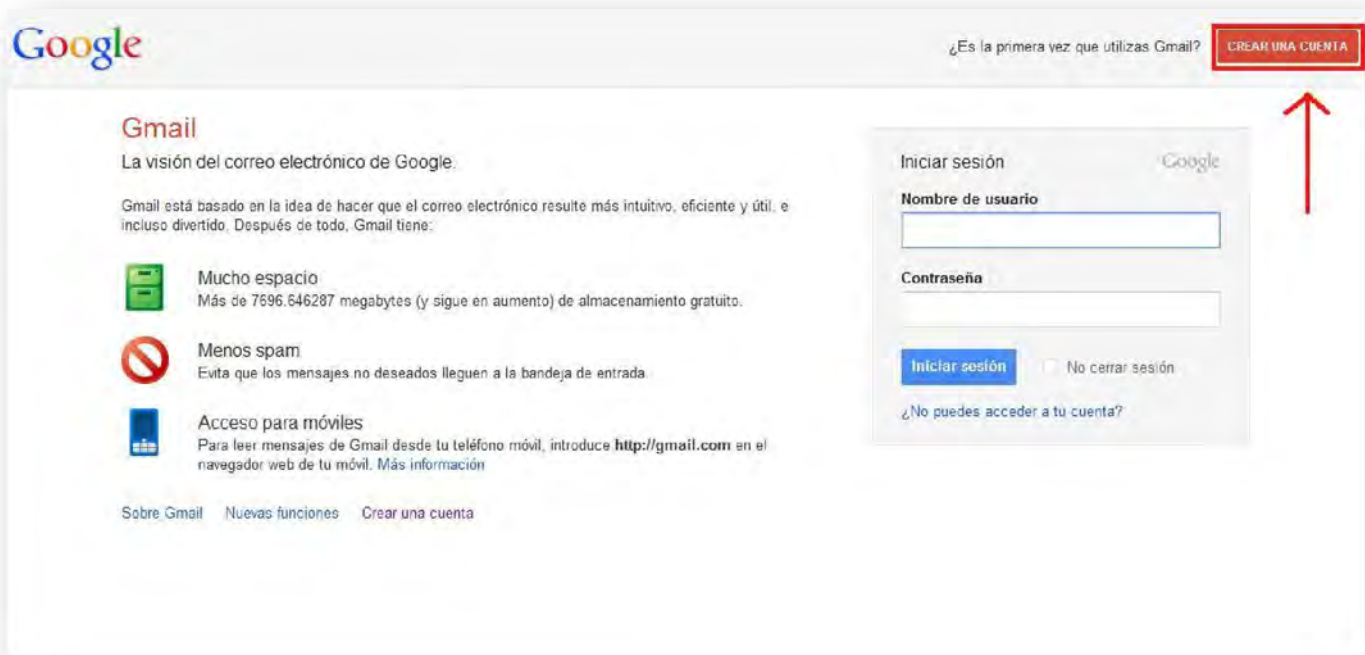 Google
¿Es la primera vez que utilizas Gmail?
CREAR UNA CUENTA
Gmail
La visión del correo electrónico de Google.
Gmail está basado en la idea de hacer que el correo electrónico resulte más intuitivo, eficiente y útil, e
incluso divertido. Después de todo, Gmail tiene:
Mucho espacio
Más de 7696.646287 megabytes (y sigue en aumento) de almacenamiento gratuito.
Menos spam
Evita que los mensajes no deseados lleguen a la bandeja de entrada.
Acceso para móviles
Para leer mensajes de Gmail desde tu teléfono móvil, introduce http://gmail.com en el
navegador web de tu móvil. Más información
Sobre Gmail Nuevas funciones Crear una cuenta
Iniciar sesión Google
Nombre de usuario
Contraseña
Iniciar sesión No cerrar sesión
¿No puedes acceder a tu cuenta?